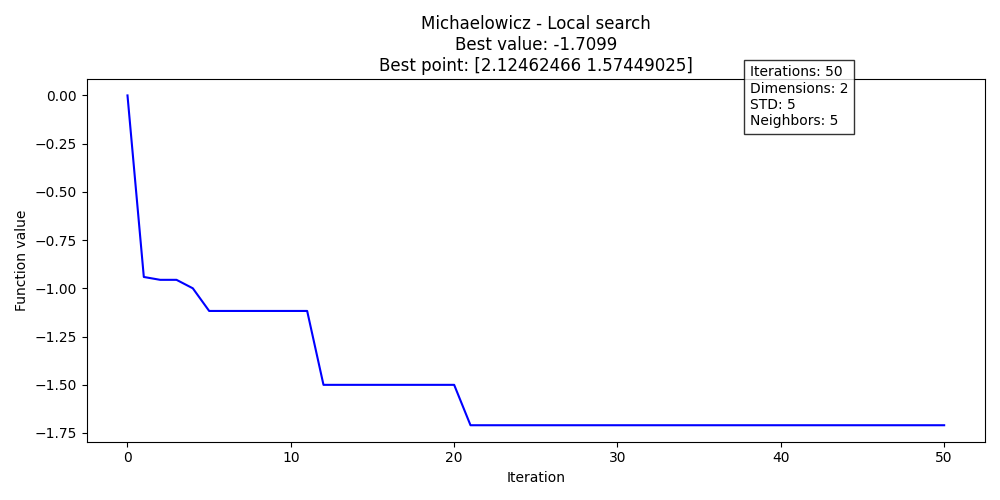 Michaelowicz - Local search
Best value: -1.7099
Best point: [2.12462466 1.57449025]
Iterations: 50
Dimensions: 2
STD: 5
Neighbors: 5
Function value
0.00
−0.25
−0.50
−0.75
−1.00
−1.25
−1.50
−1.75
0 10 20 30 40 50
Iteration